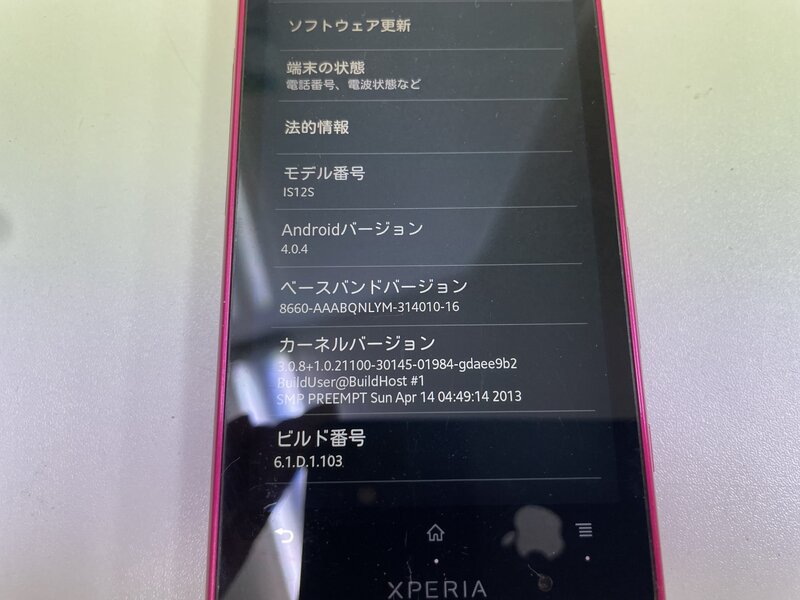 ソフトウェア更新
端末の状態
電話番号、電波状態など
法的情報
モデル番号
IS12S
Androidバージョン
4.0.4
ベースバンドバージョン
8660-AAABQNLYM-314010-16
カーネルバージョン
3.0.8+1.0.21100-30145-01984-gdaee9b2
BuildUser@BuildHost #1
SMP PREEMPT Sun Apr 14 04:49:14 2013
ビルド番号
6.1.D.1.103
XPERIA